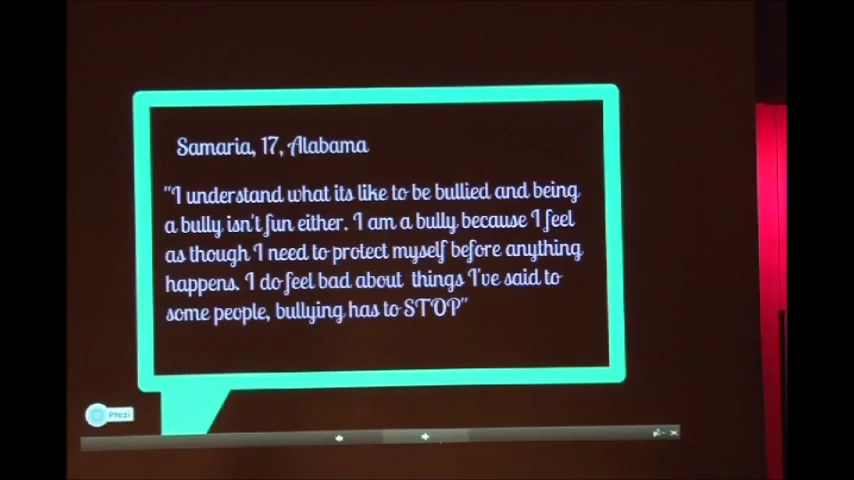 Samaria, 17, Alabama
"I understand what its like to be bullied and being
a bully isn't fun either. I am a bully because I feel
as though I need to protect myself before anything
happens. I do feel bad about things I've said to
some people, bullying has to STOP"
Prezi